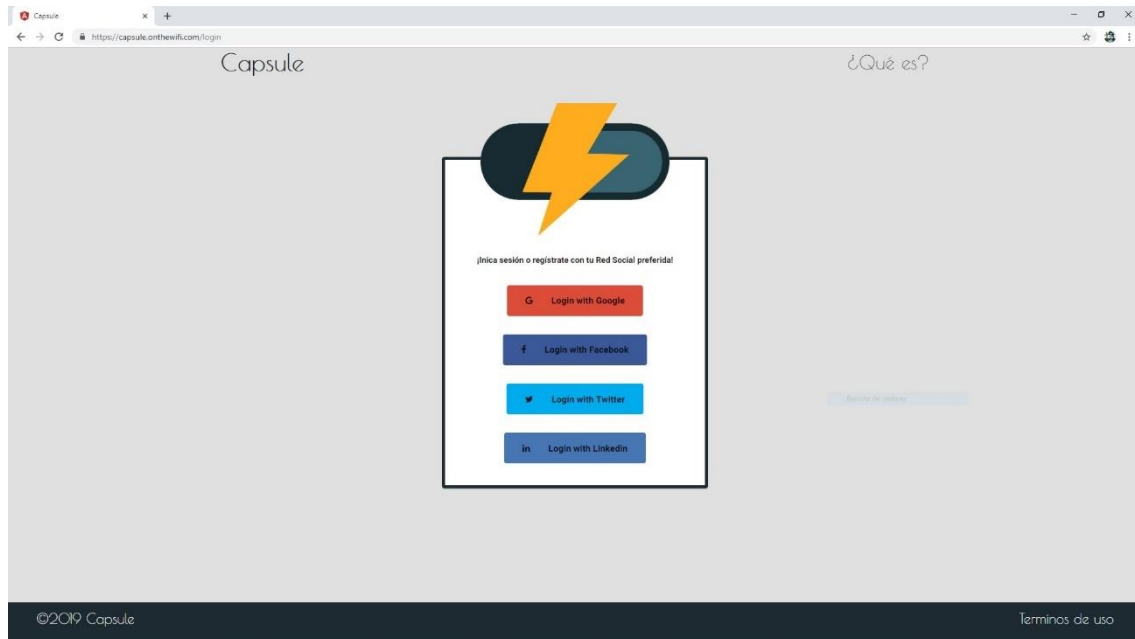 Capsule
https://capsule.onthewifi.com/login
Capsule
¿Qué es?
¡Inica sesión o regístrate con tu Red Social preferida!
G Login with Google
f Login with Facebook
Login with Twitter
in Login with Linkedin
©2019 Capsule
Terminos de uso